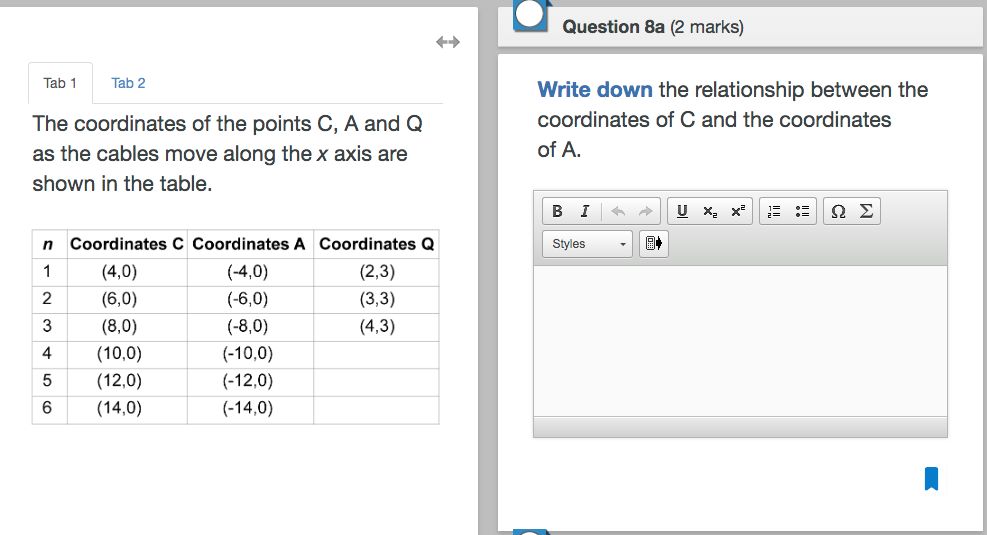 Tab 1
Tab 2
The coordinates of the points C, A and Q
as the cables move along the x axis are
shown in the table.
n Coordinates C Coordinates A Coordinates Q
1 (4,0) (-4,0) (2,3)
2 (6,0) (-6,0) (3,3)
3 (8,0) (-8,0) (4,3)
4 (10,0) (-10,0)
5 (12,0) (-12,0)
6 (14,0) (-14,0)
Question 8a (2 marks)
Write down the relationship between the
coordinates of C and the coordinates
of A.
B I U X₂ X² Ω Σ
Styles